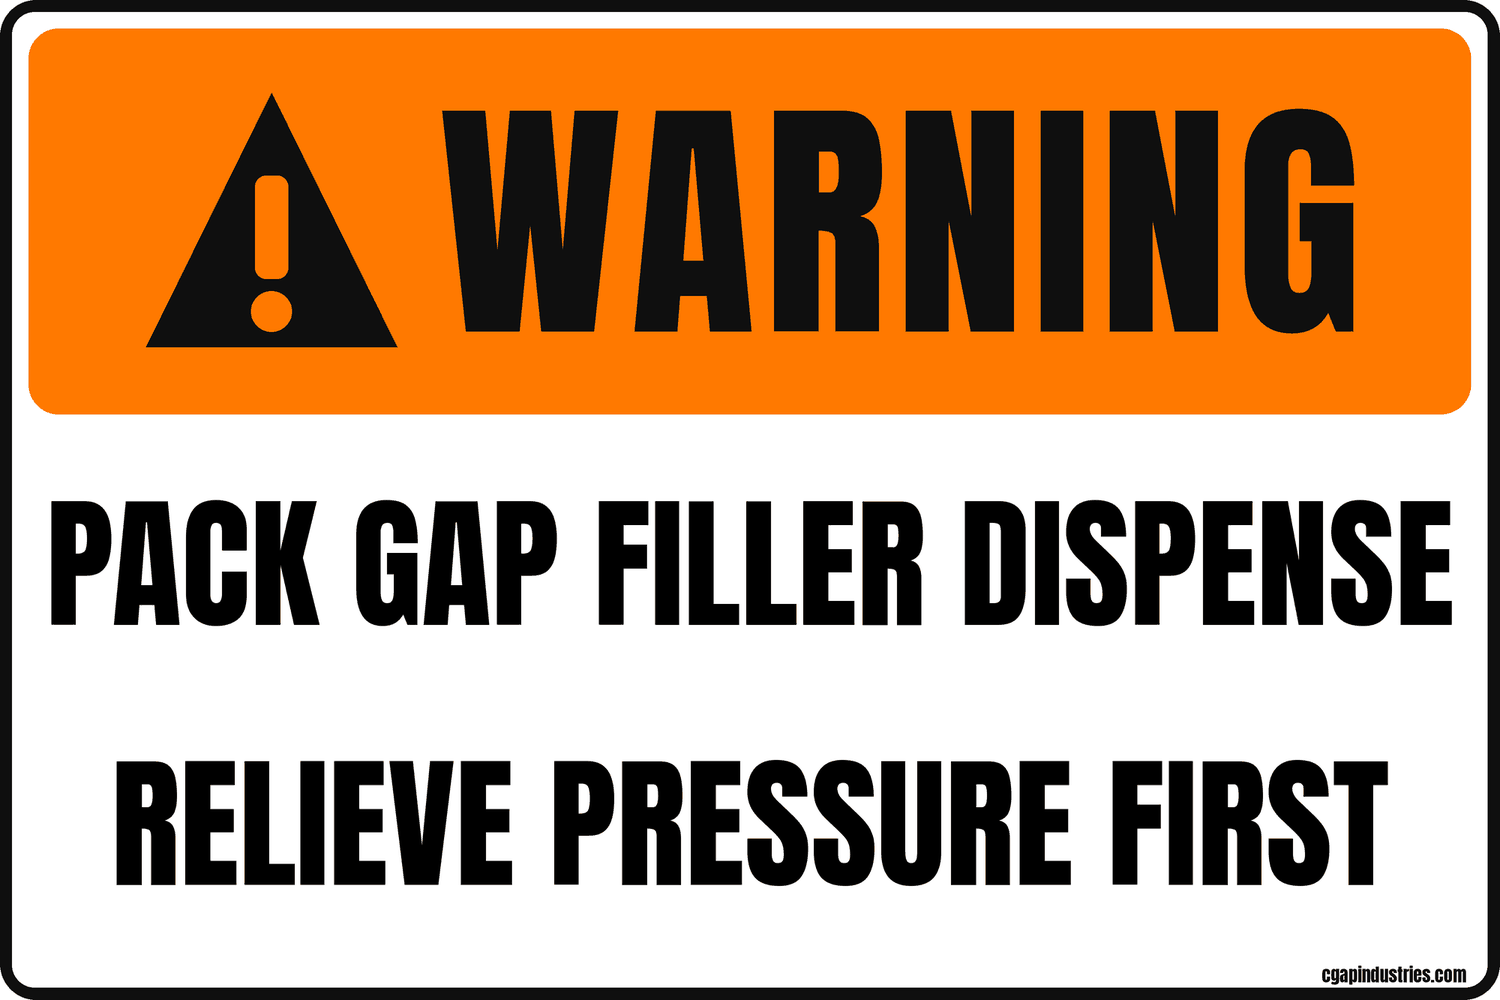 WARNING
PACK GAP FILLER DISPENSE
RELIEVE PRESSURE FIRST
cgapindustries.com